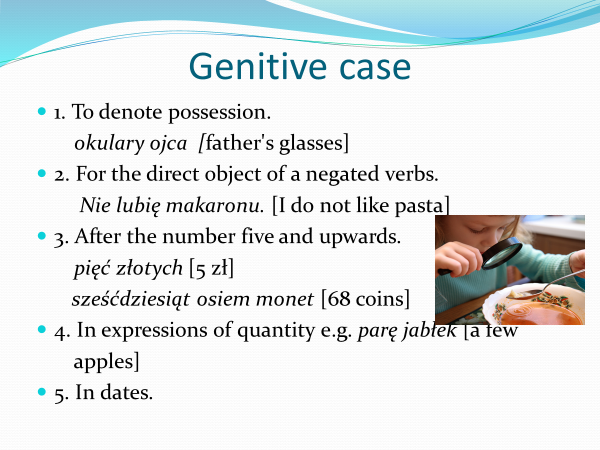 Genitive case
• 1. To denote possession.
okulary ojca [father's glasses]
• 2. For the direct object of a negated verbs.
Nie lubię makaronu. [I do not like pasta]
• 3. After the number five and upwards.
pięć złotych [5 zł]
sześćdziesiąt osiem monet [68 coins]
• 4. In expressions of quantity e.g. parę jabłek [a few
apples]
• 5. In dates.